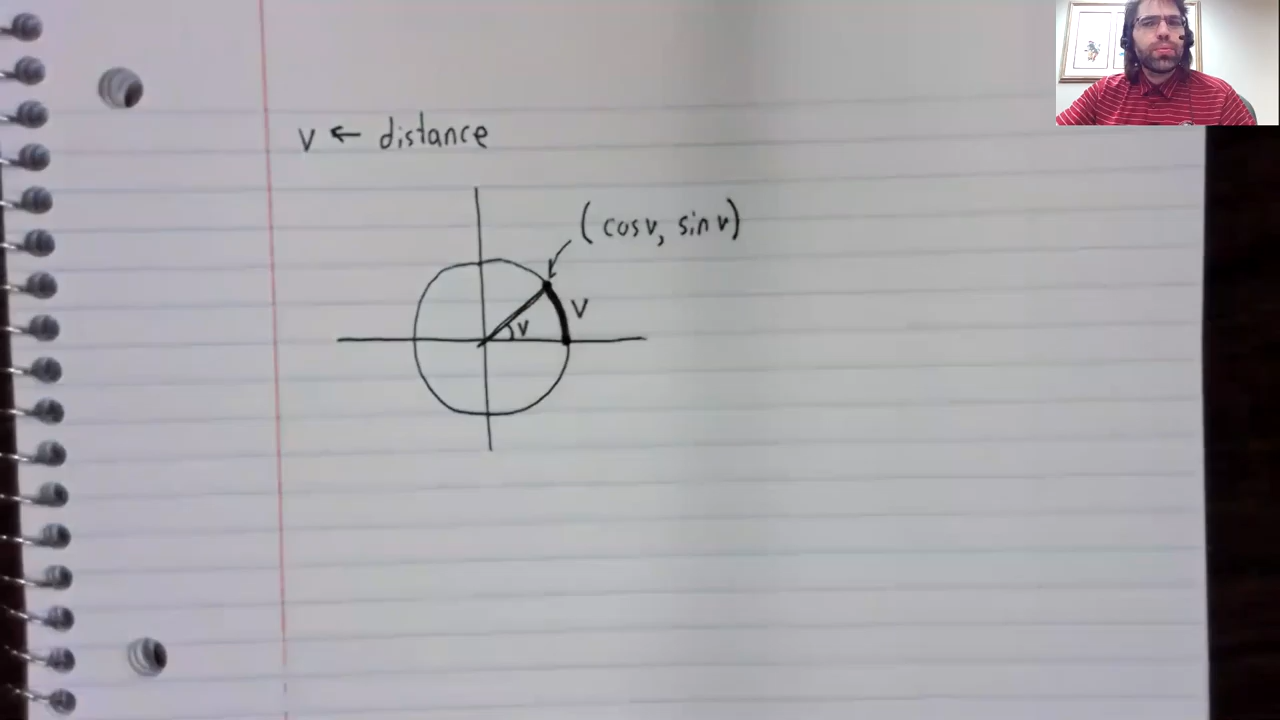 v ← distance
(cos v, sin v)
v
v